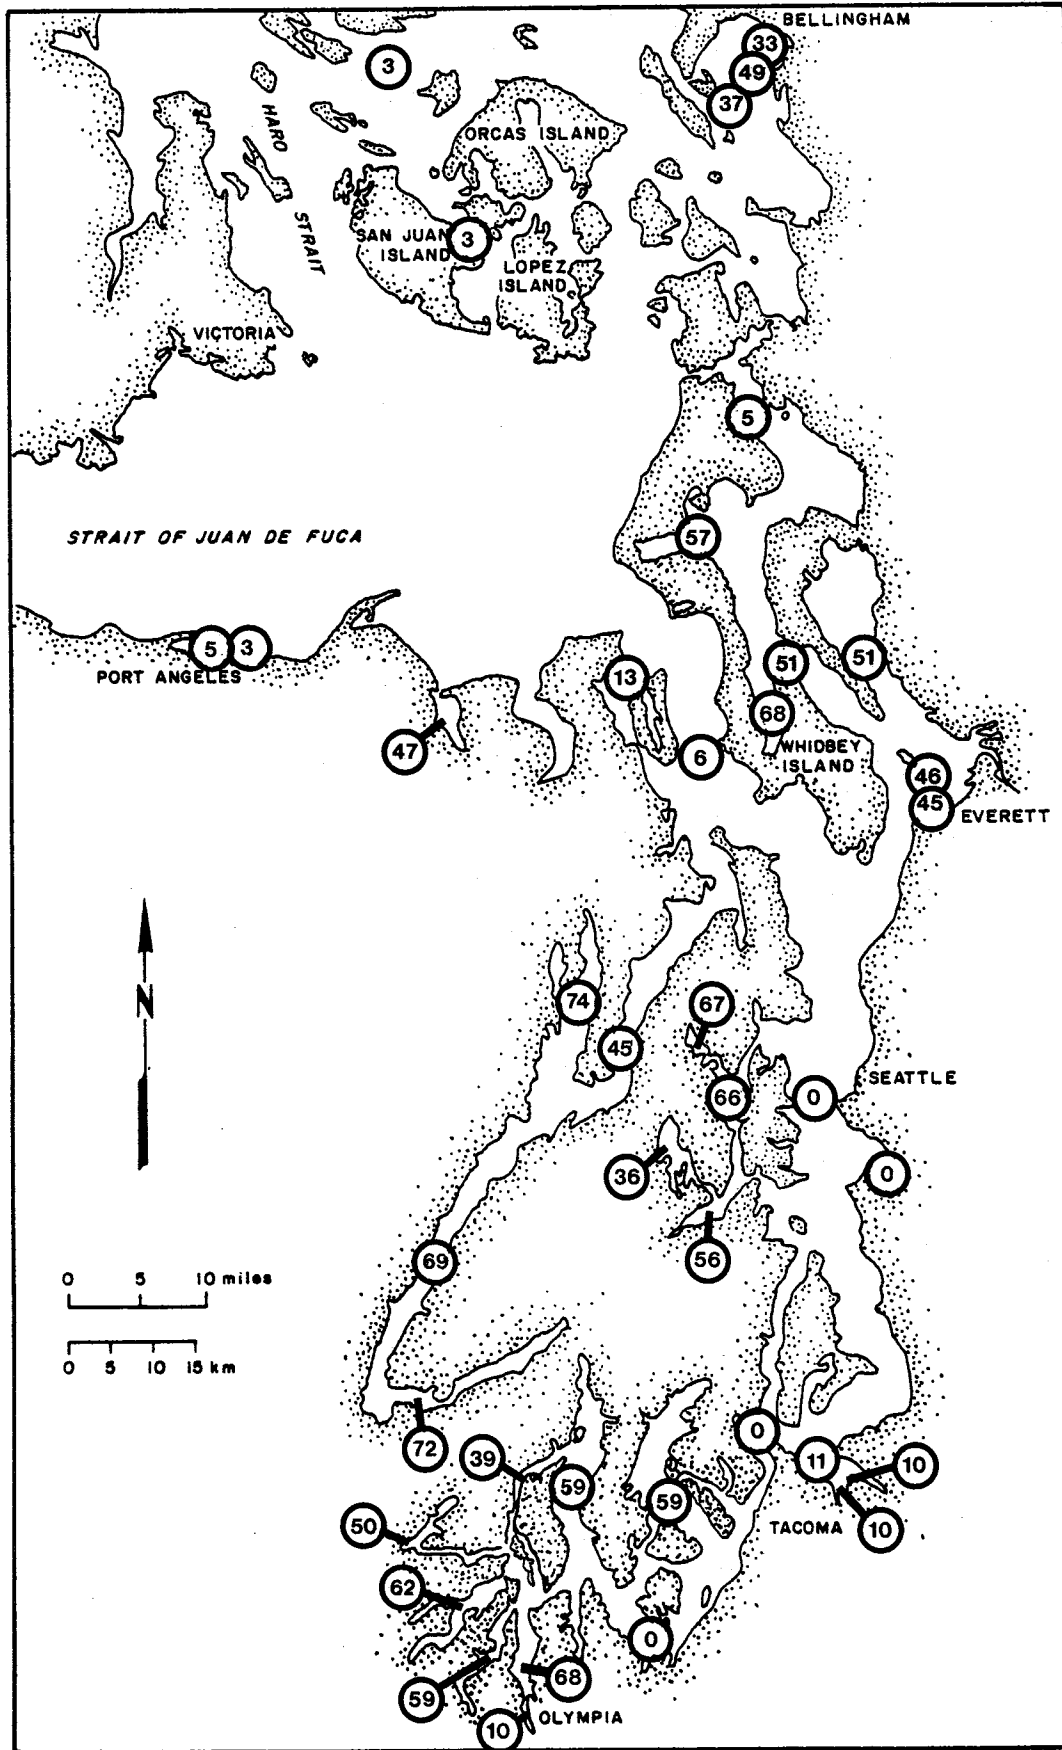 BELLINGHAM
33
3
49
37
HARO
STRAIT
ORCAS ISLAND
SAN JUAN
ISLAND
3
LOPEZ
ISLAND
VICTORIA
5
STRAIT OF JUAN DE FUCA
57
5
3
PORT ANGELES
13
51
51
68
47
6
WHIDBEY
ISLAND
46
45
EVERETT
N
74
67
45
SEATTLE
66
0
36
0
56
69
0 5 10 miles
0 5 10 15 km
0
72
39
11
10
59
59
50
TACOMA
10
62
0
68
59
10
OLYMPIA